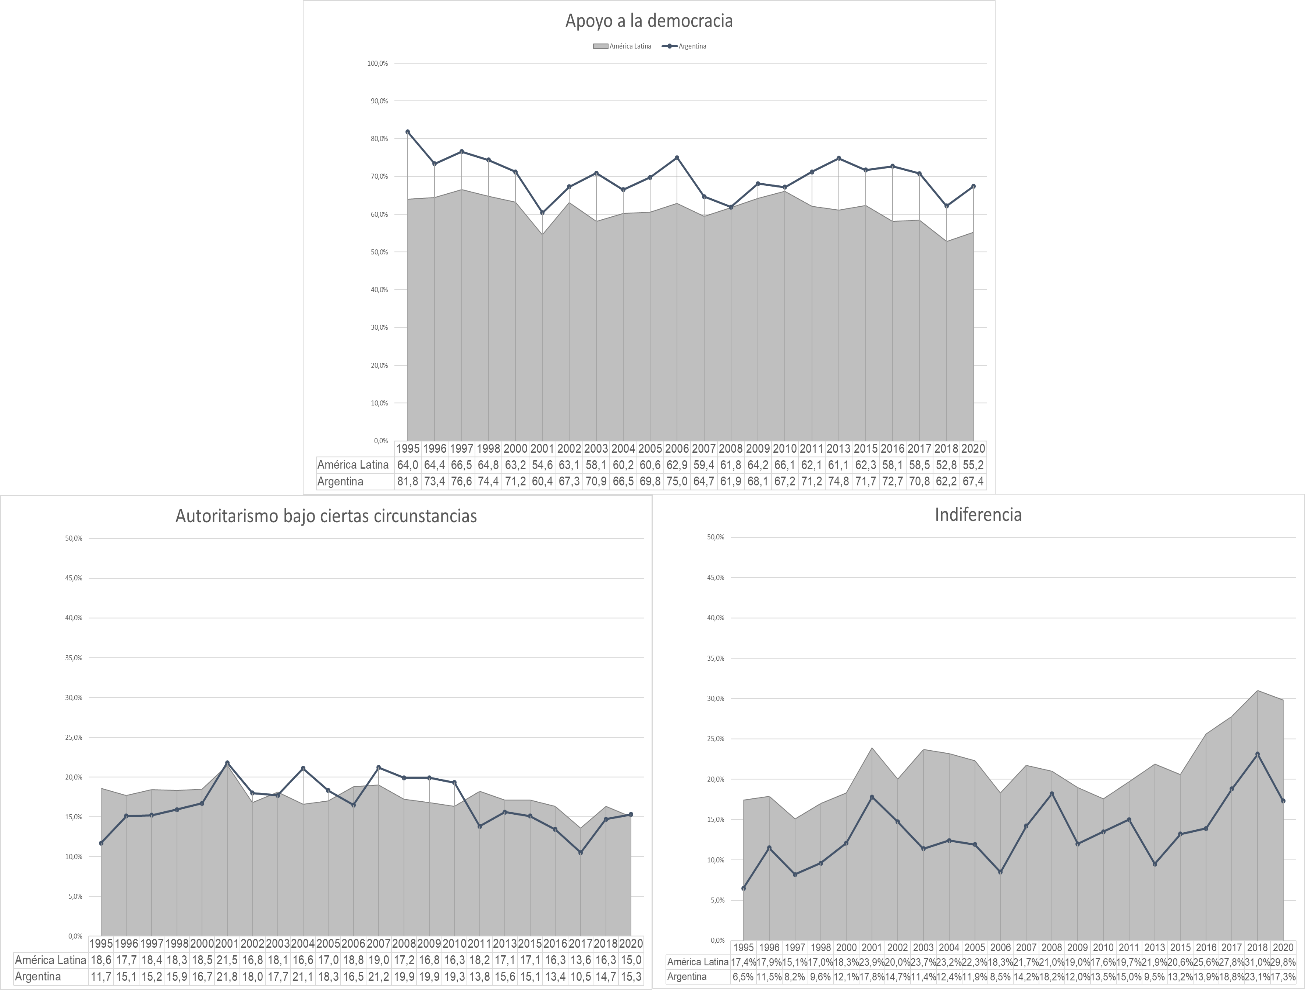 Apoyo a la democracia
América Latina Argentina
100,0%
90,0%
80,0%
70,0%
60,0%
50,0%
40,0%
30,0%
20,0%
10,0%
0,0%
1995 1996 1997 1998 2000 2001 2002 2003 2004 2005 2006 2007 2008 2009 2010 2011 2013 2015 2016 2017 2018 2020
América Latina 64,0 64,4 66,5 64,8 63,2 54,6 63,1 58,1 60,2 60,6 62,9 59,4 61,8 64,2 66,1 62,1 61,1 62,3 58,1 58,5 52,8 55,2
Argentina 81,8 73,4 76,6 74,4 71,2 60,4 67,3 70,9 66,5 69,8 75,0 64,7 61,9 68,1 67,2 71,2 74,8 71,7 72,7 70,8 62,2 67,4
Autoritarismo bajo ciertas circunstancias
50,0%
45,0%
40,0%
35,0%
30,0%
25,0%
20,0%
15,0%
10,0%
5,0%
0,0%
1995 1996 1997 1998 2000 2001 2002 2003 2004 2005 2006 2007 2008 2009 2010 2011 2013 2015 2016 2017 2018 2020
América Latina 18,6 17,7 18,4 18,3 18,5 21,5 16,8 18,1 16,6 17,0 18,8 19,0 17,2 16,8 16,3 18,2 17,1 17,1 16,3 13,6 16,3 15,0
Argentina 11,7 15,1 15,2 15,9 16,7 21,8 18,0 17,7 21,1 18,3 16,5 21,2 19,9 19,9 19,3 13,8 15,6 15,1 13,4 10,5 14,7 15,3
Indiferencia
50,0%
45,0%
40,0%
35,0%
30,0%
25,0%
20,0%
15,0%
10,0%
5,0%
0,0%
1995 1996 1997 1998 2000 2001 2002 2003 2004 2005 2006 2007 2008 2009 2010 2011 2013 2015 2016 2017 2018 2020
América Latina 17,4% 17,9% 15,1% 17,0% 18,3% 23,9% 20,0% 23,7% 23,2% 22,3% 18,3% 21,7% 21,0% 19,0% 17,6% 19,7% 21,9% 20,6% 25,6% 27,8% 31,0% 29,8%
Argentina 6,5% 11,5% 8,2% 9,6% 12,1% 17,8% 14,7% 11,4% 12,4% 11,9% 8,5% 14,2% 18,2% 12,0% 13,5% 15,0% 9,5% 13,2% 13,9% 18,8% 23,1% 17,3%